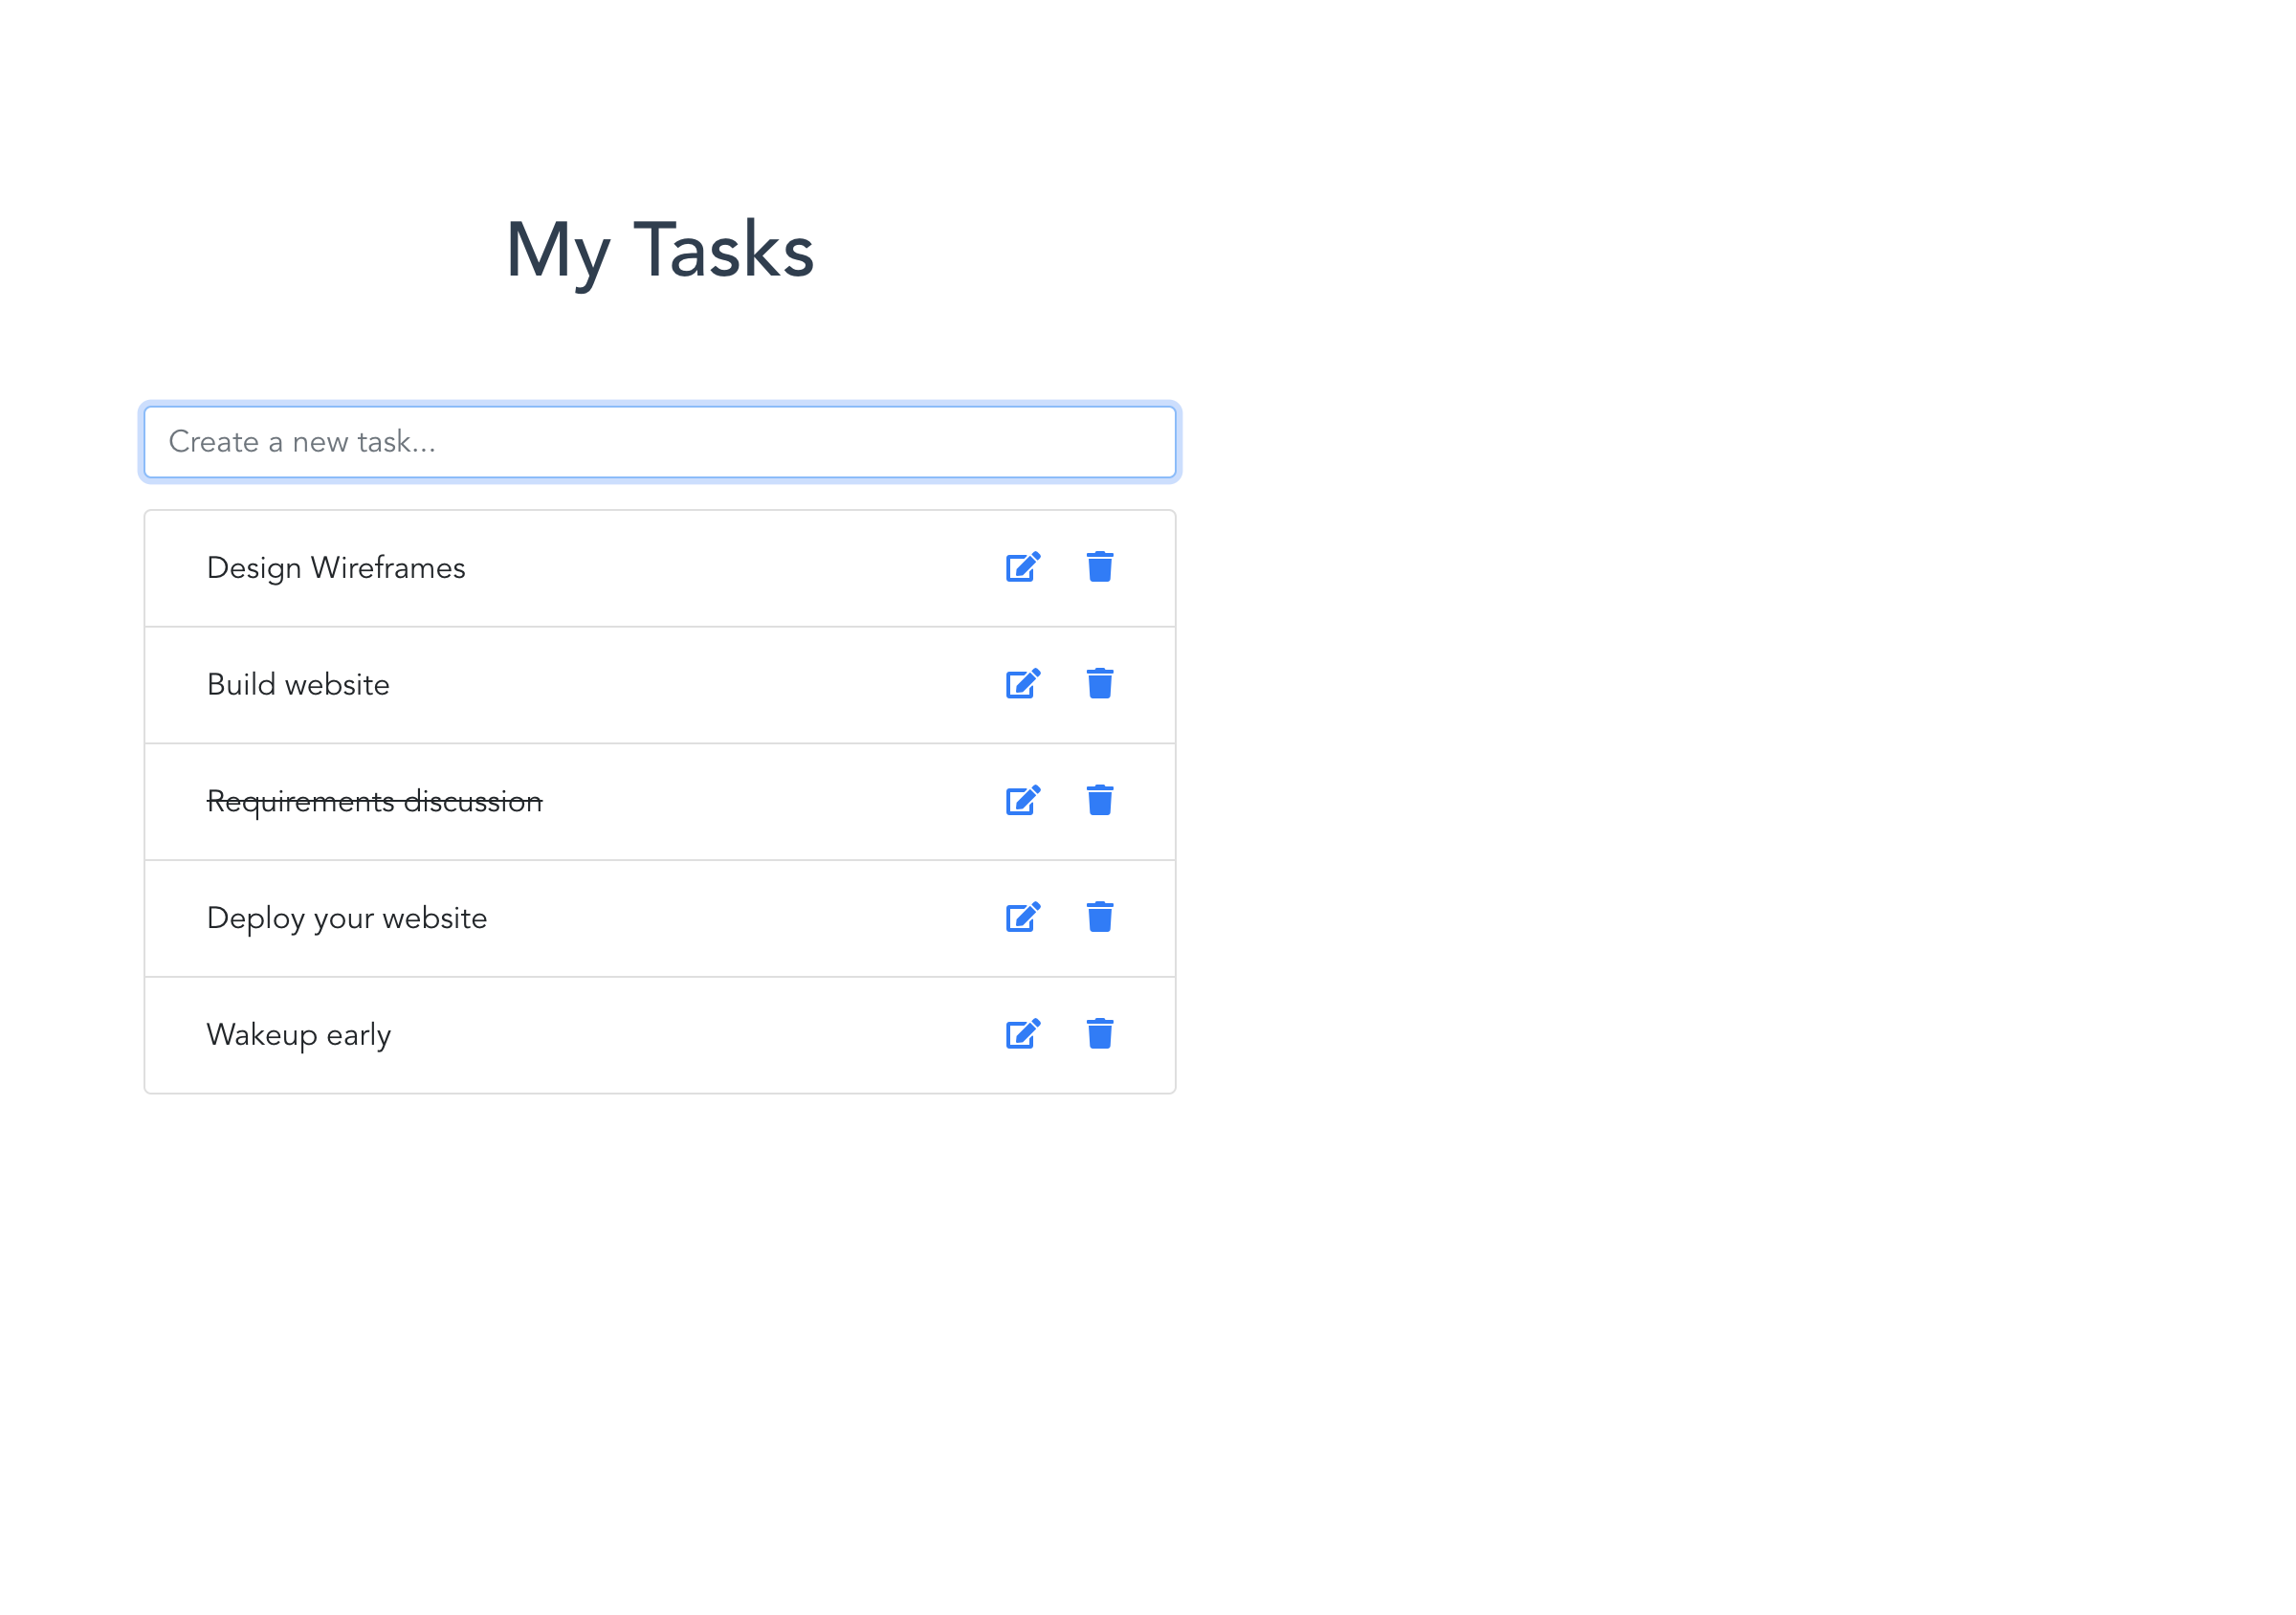 My Tasks
Create a new task...
Design Wireframes
Build website
Requirements discussion
Deploy your website
Wakeup early